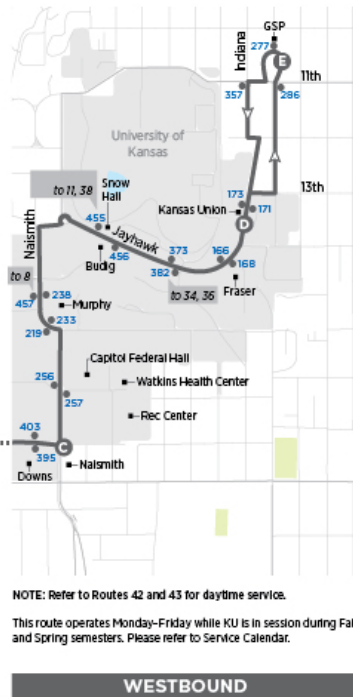 GSP
277
E
Indiana
11th
357
286
University of
Kansas
13th
to 11, 38
Snow
Hall
173
Kansas Union
171
455
Jayhawk
D
Naismith
456
Budig
373
166
382
168
to 8
Fraser
to 34, 36
238
457
Murphy
233
219
Capitol Federal Hall
256
Watkins Health Center
257
Rec Center
403
C
395
Naismith
Downs
NOTE: Refer to Routes 42 and 43 for daytime service.
This route operates Monday-Friday while KU is in session during Fal
and Spring semesters. Please refer to Service Calendar.
WESTBOUND